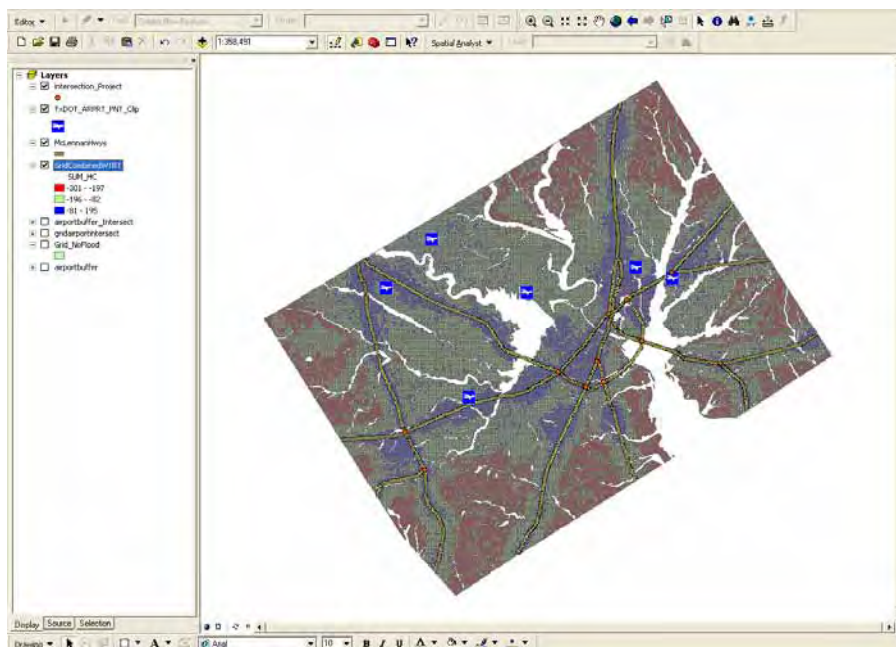 Editor
1:358,491
Spatial Analyst
Layers
Intersection_Project
TxDOT_ARPRT_PNT_Clip
McLennanHwys
SUM_HC
-301 - -197
-196 - -82
-81 - 195
airportbuffer_Intersect
gridairportintersect
Grid_NoFlood
airportbuffer
Display
Source
Selection
Drawing
Arial
10
B
I
U
A